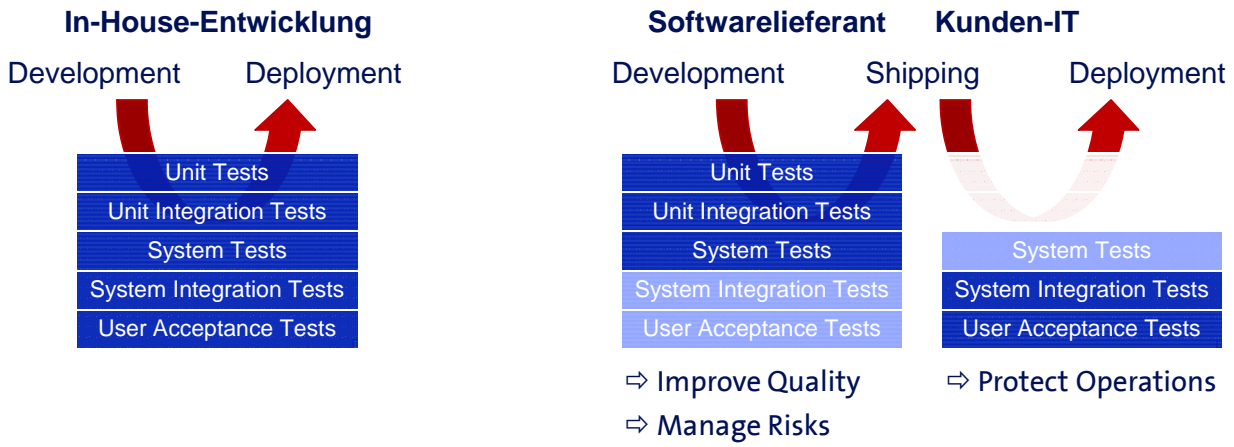 In-House-Entwicklung
Development Deployment
Unit Tests
Unit Integration Tests
System Tests
System Integration Tests
User Acceptance Tests
Softwarelieferant Kunden-IT
Development Shipping Deployment
Unit Tests
Unit Integration Tests
System Tests
System Integration Tests
User Acceptance Tests
⇨ Improve Quality
⇨ Manage Risks
System Tests
System Integration Tests
User Acceptance Tests
⇨ Protect Operations